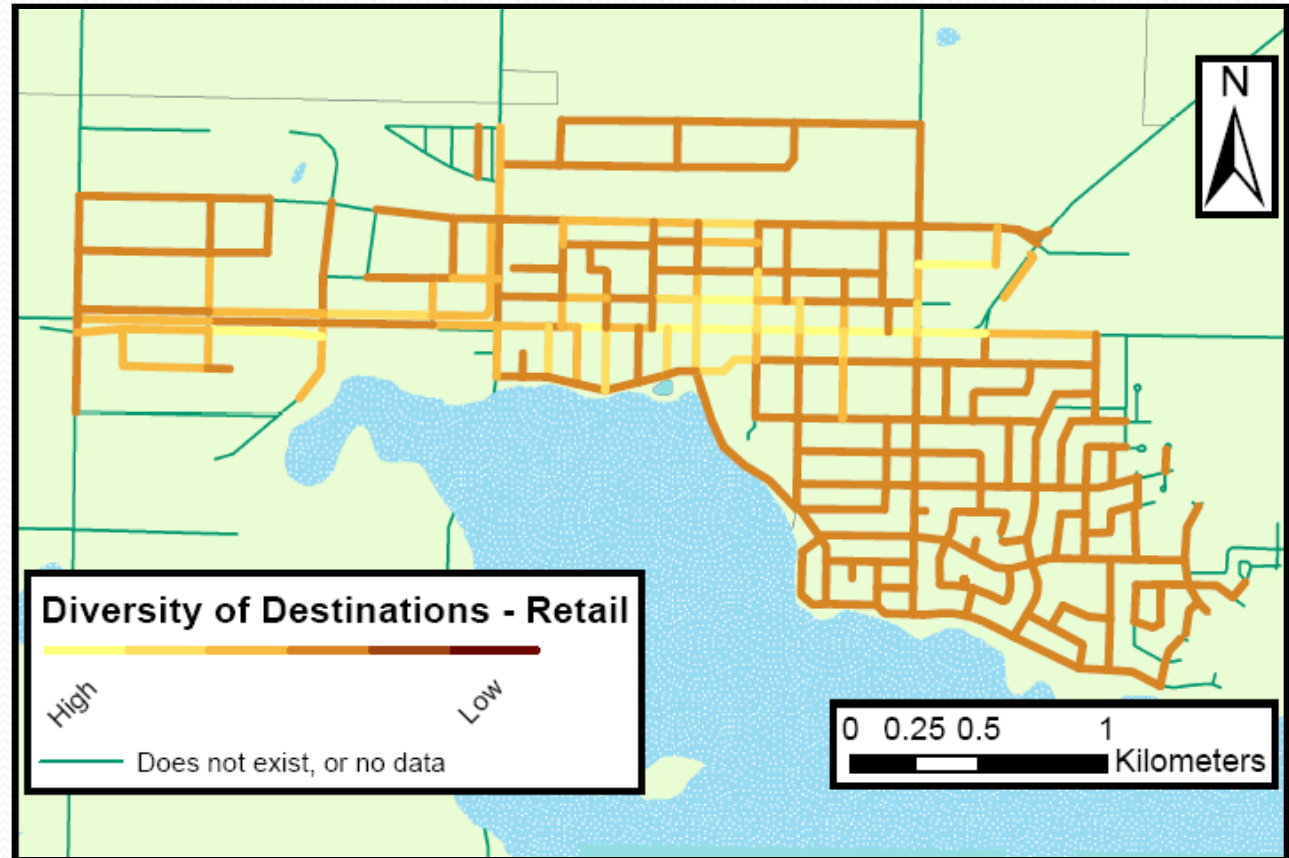 N
Diversity of Destinations - Retail
High
Low
Does not exist, or no data
0 0.25 0.5 1
Kilometers